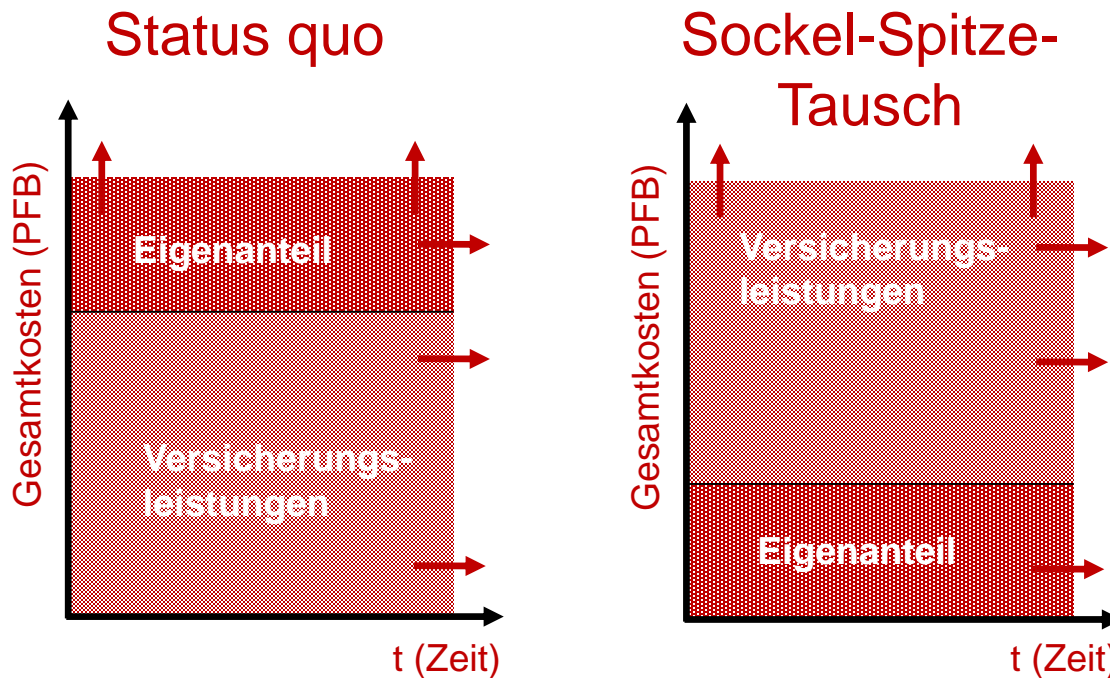 Status quo
Gesamtkosten (PFB)
Eigenanteil
Versicherungs-
leistungen
t (Zeit)
Sockel-Spitze-
Tausch
Gesamtkosten (PFB)
Versicherungs-
leistungen
Eigenanteil
t (Zeit)